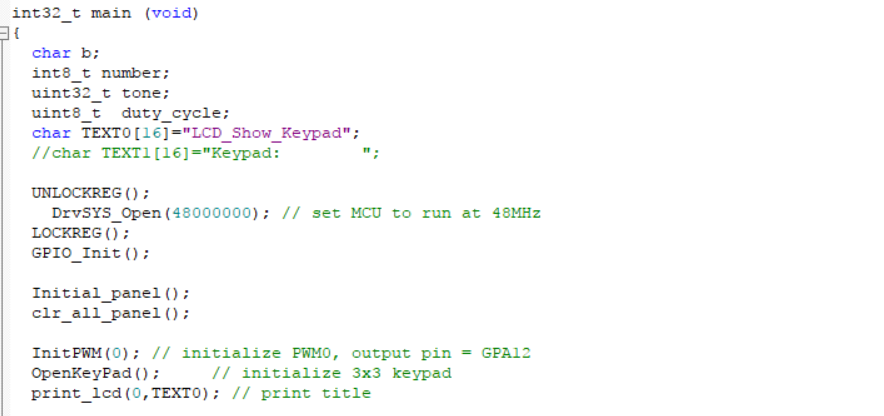 int32_t main (void)
{
char b;
int8_t number;
uint32_t tone;
uint8_t  duty_cycle;
char TEXT0[16]="LCD_Show_Keypad";
//char TEXT1[16]="Keypad:        ";
UNLOCKREG();
DrvSYS_Open(48000000); // set MCU to run at 48MHz
LOCKREG();
GPIO_Init();
Initial_panel();
clr_all_panel();
InitPWM(0); // initialize PWM0, output pin = GPA12
OpenKeyPad();     // initialize 3x3 keypad
print_lcd(0,TEXT0); // print title